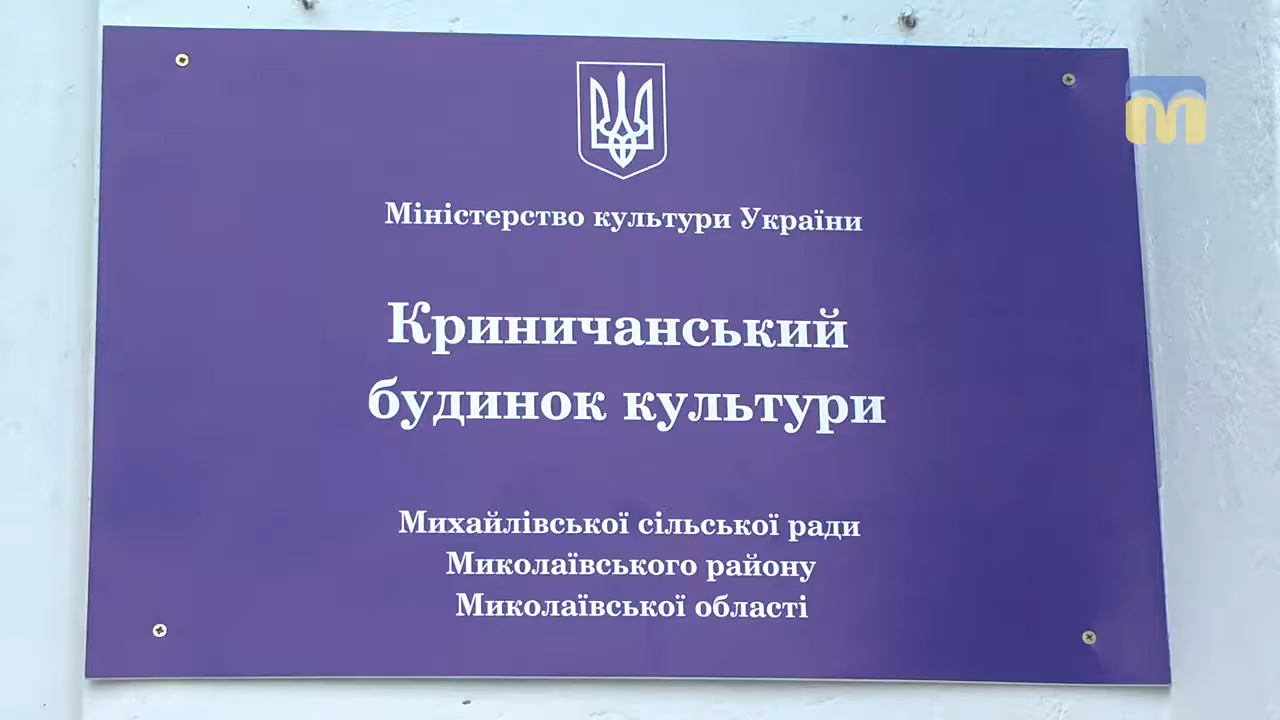 Міністерство культури України
Криничанський
будинок культури
Михайлівської сільської ради
Миколаївського району
Миколаївської області